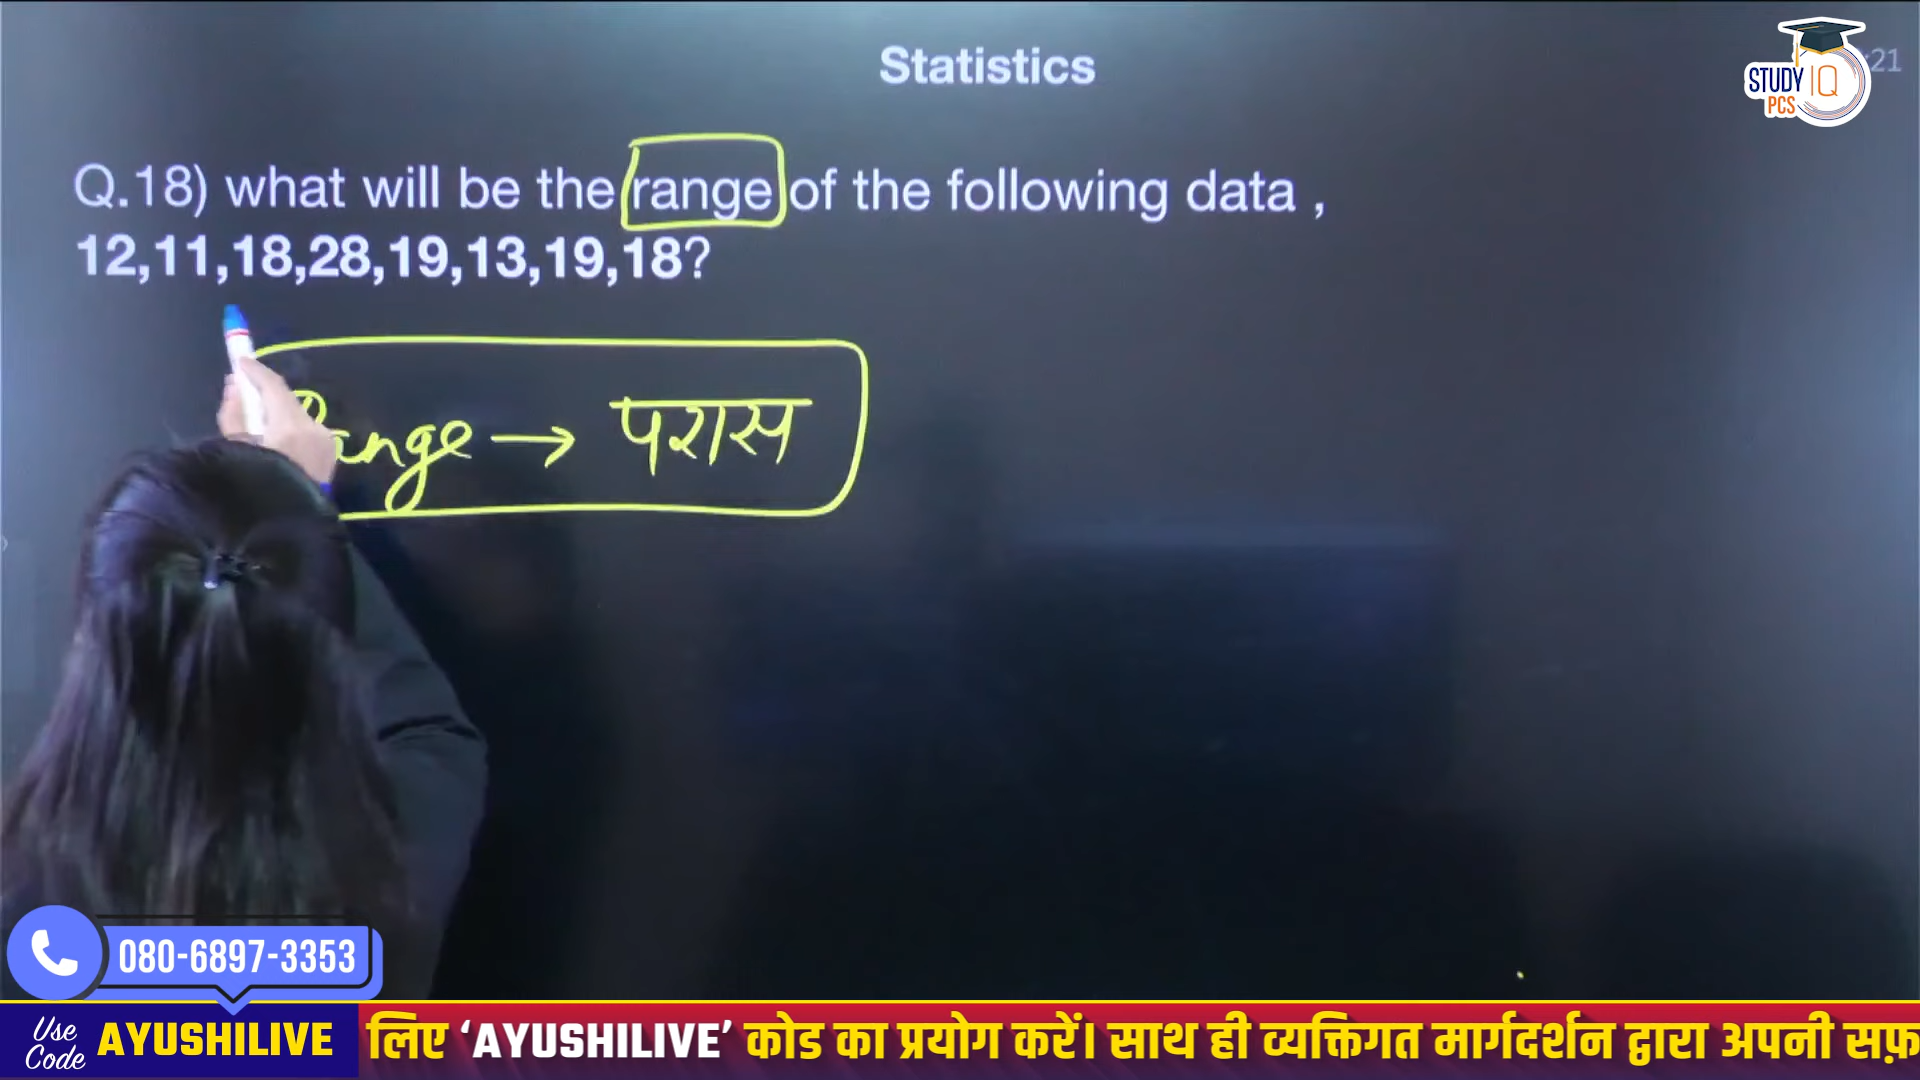 Statistics
:21
STUDY IQ
PCS
Q.18) what will be the range of the following data ,
12,11,18,28,19,13,19,18?
Range → परास
080-6897-3353
Use Code AYUSHILIVE
लिए ‘AYUSHILIVE’ कोड का प्रयोग करें। साथ ही व्यक्तिगत मार्गदर्शन द्वारा अपनी सफ़